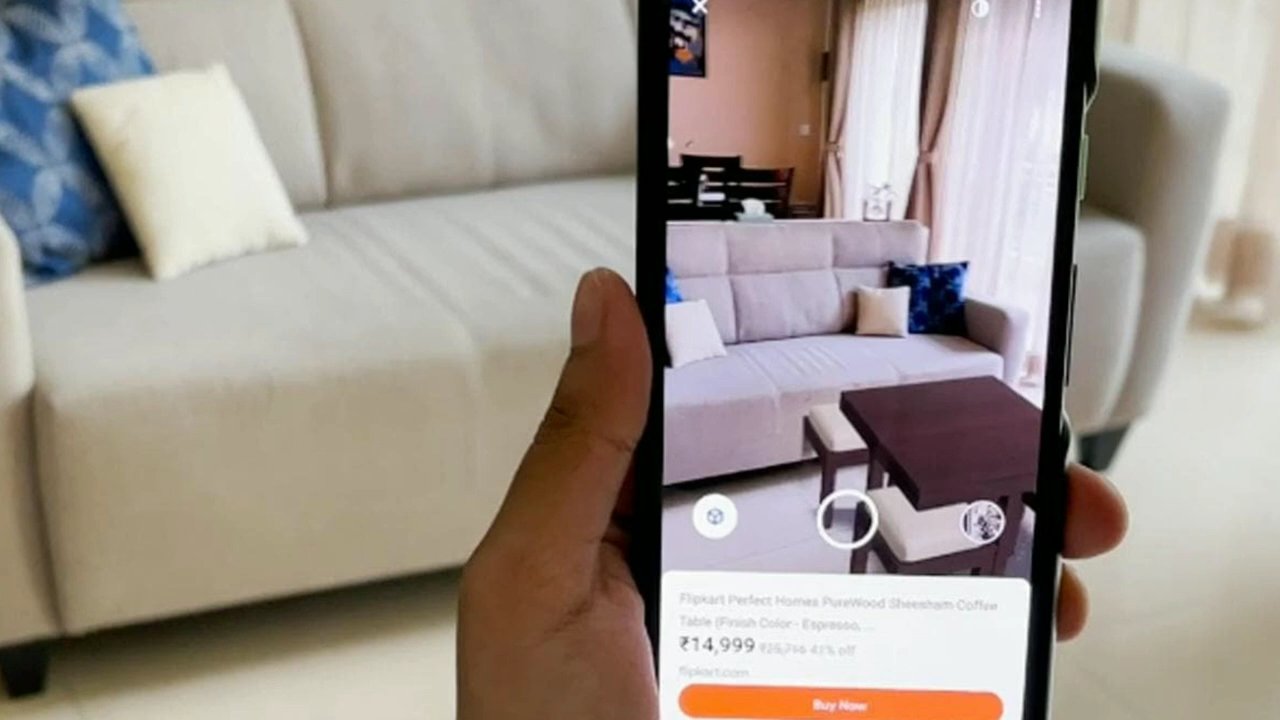 Flipkart Perfect Homes PureWood Sheesham Coffee
Table (Finish Color - Espresso, ...
₹14,999 41% off
flipkart.com
Buy Now